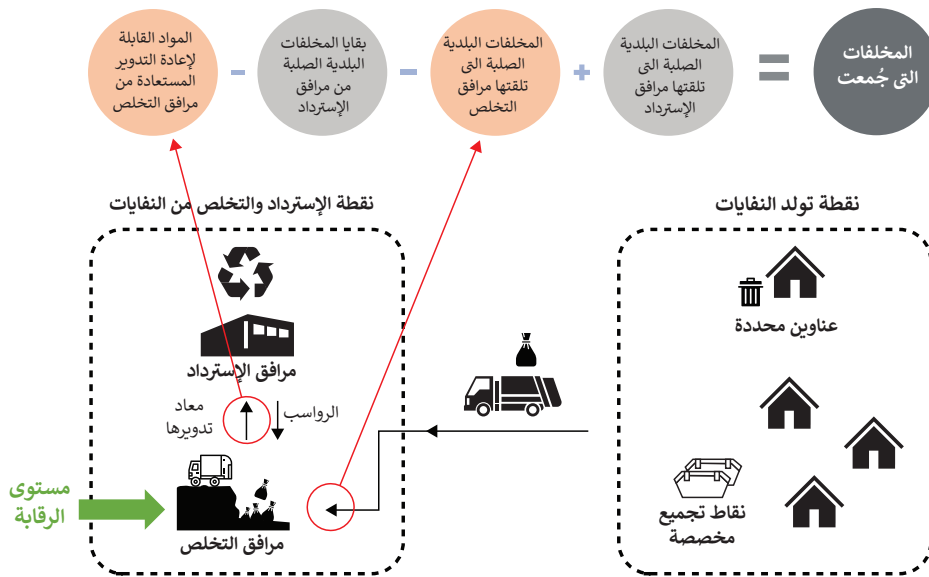 المخلفات
التى جُمعت
=
المخلفات البلدية
الصلبة التى
تلقتها مرافق
الإسترداد
+
المخلفات البلدية
الصلبة التى
تلقتها مرافق
التخلص
-
بقايا المخلفات
البلدية الصلبة
من مرافق
الإسترداد
-
المواد القابلة
لإعادة التدوير
المستعادة من
مرافق التخلص
نقطة تولد النفايات
عناوين محددة
نقاط تجميع
مخصصة
نقطة الإسترداد والتخلص من النفايات
مرافق الإسترداد
الرواسب
معاد
تدويرها
مرافق التخلص
مستوى
الرقابة